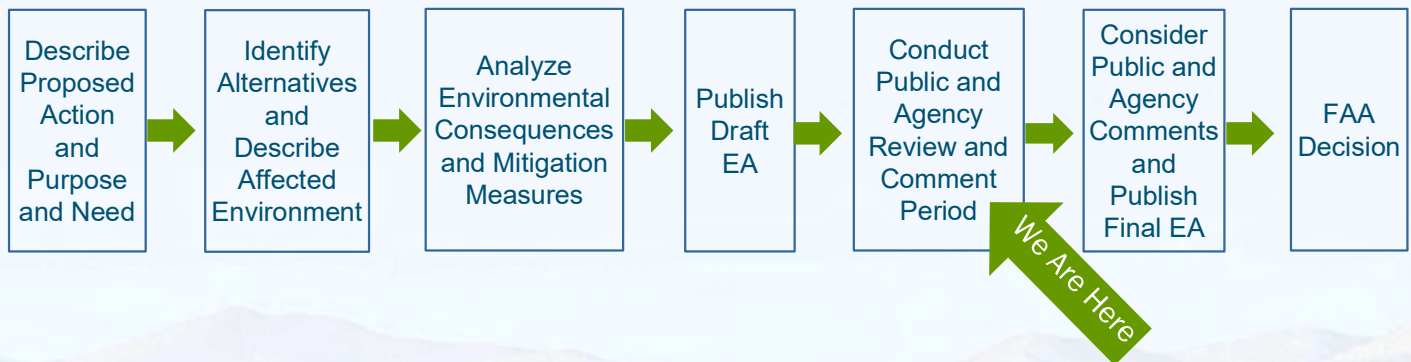 Describe
Proposed
Action
and
Purpose
and Need
Identify
Alternatives
and
Describe
Affected
Environment
Analyze
Environmental
Consequences
and Mitigation
Measures
Publish
Draft
EA
Conduct
Public and
Agency
Review and
Comment
Period
Consider
Public and
Agency
Comments
and
Publish
Final EA
FAA
Decision
We Are Here